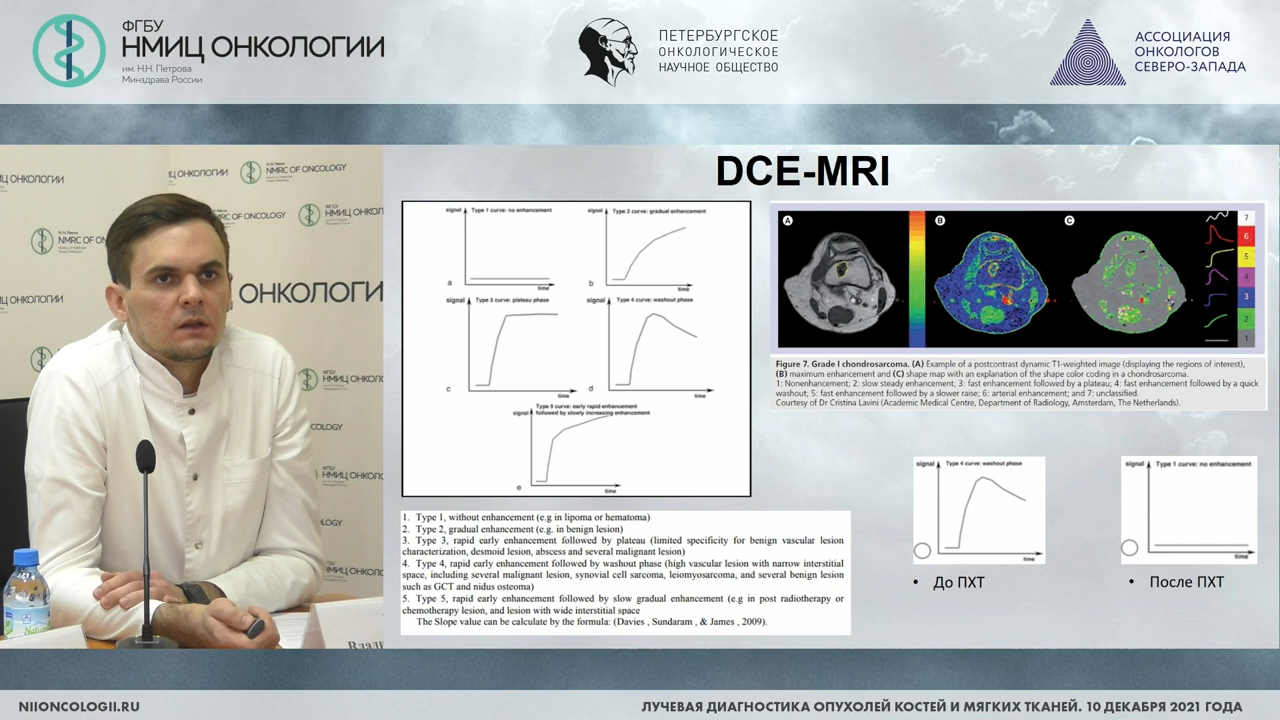 ФГБУ
НМИЦ ОНКОЛОГИИ
им. Н.Н. Петрова
Минздрава России
ПЕТЕРБУРГСКОЕ
ОНКОЛОГИЧЕСКОЕ
НАУЧНОЕ ОБЩЕСТВО
АССОЦИАЦИЯ
ОНКОЛОГОВ
СЕВЕРО-ЗАПАДА
NMRC OF ONCOLOGY
ФГБУ
ОНКОЛОГИ
DCE-MRI
signal Type 1 curve: no enhancement
a time
signal Type 2 curve: gradual enhancement
b time
signal Type 3 curve: plateau phase
c time
signal Type 4 curve: washout phase
d time
Type 5 curve: early rapid enhancement
signal followed by slowly increasing enhancement
e time
1. Type 1, without enhancement (e.g in lipoma or hematoma)
2. Type 2, gradual enhancement (e.g. in benign lesion)
3. Type 3, rapid early enhancement followed by plateau (limited specificity for benign vascular lesion
characterization, desmoid lesion, abscess and several malignant lesion)
4. Type 4, rapid early enhancement followed by washout phase (high vascular lesion with narrow interstitial
space, including several malignant lesion, synovial cell sarcoma, leiomyosarcoma, and several benign lesion
such as GCT and nidus osteoma)
5. Type 5, rapid early enhancement followed by slow gradual enhancement (e.g in post radiotherapy or
chemotherapy lesion, and lesion with wide interstitial space
The Slope value can be calculate by the formula: (Davies , Sundaram , & James , 2009).
A
B
C
7
6
5
4
3
2
1
Figure 7. Grade I chondrosarcoma. (A) Example of a postcontrast dynamic T1-weighted image (displaying the regions of interest),
(B) maximum enhancement and (C) shape map with an explanation of the shape color coding in a chondrosarcoma.
1: Nonenhancement; 2: slow steady enhancement; 3: fast enhancement followed by a plateau; 4: fast enhancement followed by a quick
washout; 5: fast enhancement followed by a slower raise; 6: arterial enhancement; and 7: unclassified.
Courtesy of Dr Cristina Lavini (Academic Medical Centre, Department of Radiology, Amsterdam, The Netherlands).
signal Type 4 curve: washout phase
time
• До ПХТ
signal Type 1 curve: no enhancement
time
• После ПХТ
NIIONCOLOGII.RU
ЛУЧЕВАЯ ДИАГНОСТИКА ОПУХОЛЕЙ КОСТЕЙ И МЯГКИХ ТКАНЕЙ. 10 ДЕКАБРЯ 2021 ГОДА